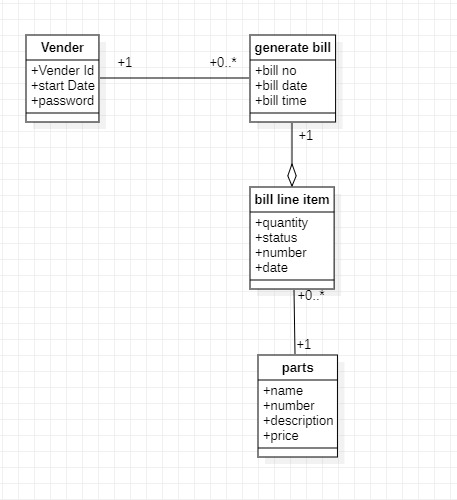 Vender
+Vender Id
+start Date
+password
+1
+0..*
generate bill
+bill no
+bill date
+bill time
+1
bill line item
+quantity
+status
+number
+date
+0..*
+1
parts
+name
+number
+description
+price